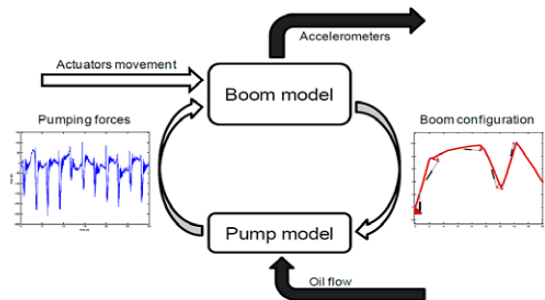 Accelerometers
Actuators movement
Boom model
Pumping forces
Boom configuration
Pump model
Oil flow